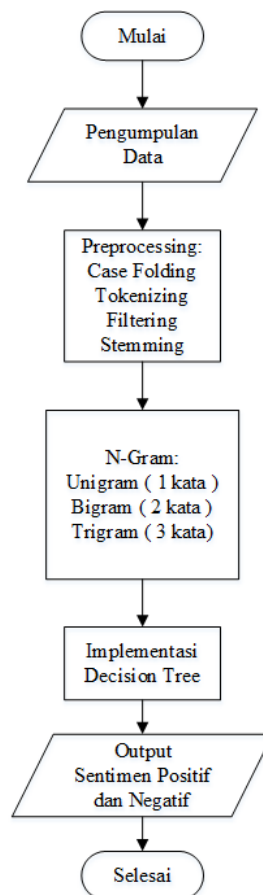 Mulai
Pengumpulan
Data
Preprocessing:
Case Folding
Tokenizing
Filtering
Stemming
N-Gram:
Unigram ( 1 kata )
Bigram ( 2 kata )
Trigram ( 3 kata)
Implementasi
Decision Tree
Output
Sentimen Positif
dan Negatif
Selesai